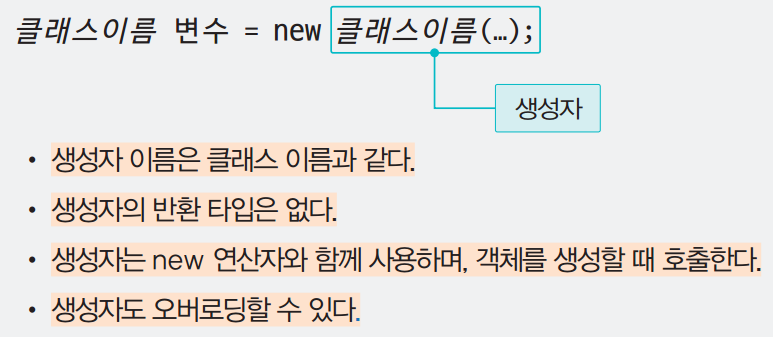 클래스이름 변수 = new 클래스이름(…);
생성자
• 생성자 이름은 클래스 이름과 같다.
• 생성자의 반환 타입은 없다.
• 생성자는 new 연산자와 함께 사용하며, 객체를 생성할 때 호출한다.
• 생성자도 오버로딩할 수 있다.